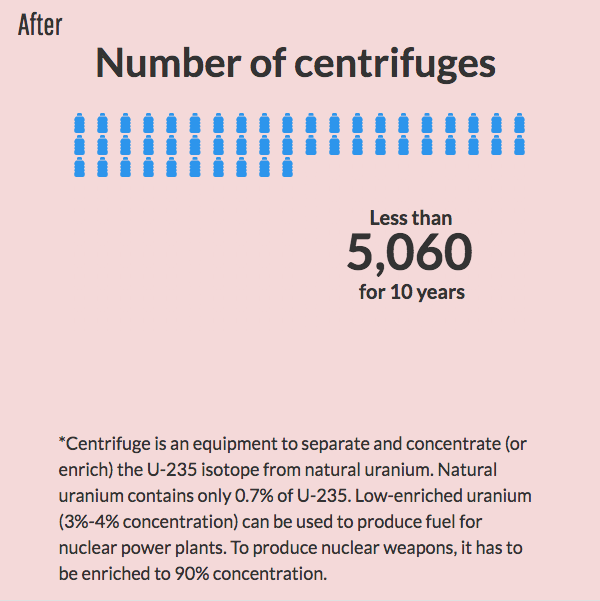 After
Number of centrifuges
Less than
5,060
for 10 years
*Centrifuge is an equipment to separate and concentrate (or
enrich) the U-235 isotope from natural uranium. Natural
uranium contains only 0.7% of U-235. Low-enriched uranium
(3%-4% concentration) can be used to produce fuel for
nuclear power plants. To produce nuclear weapons, it has to
be enriched to 90% concentration.